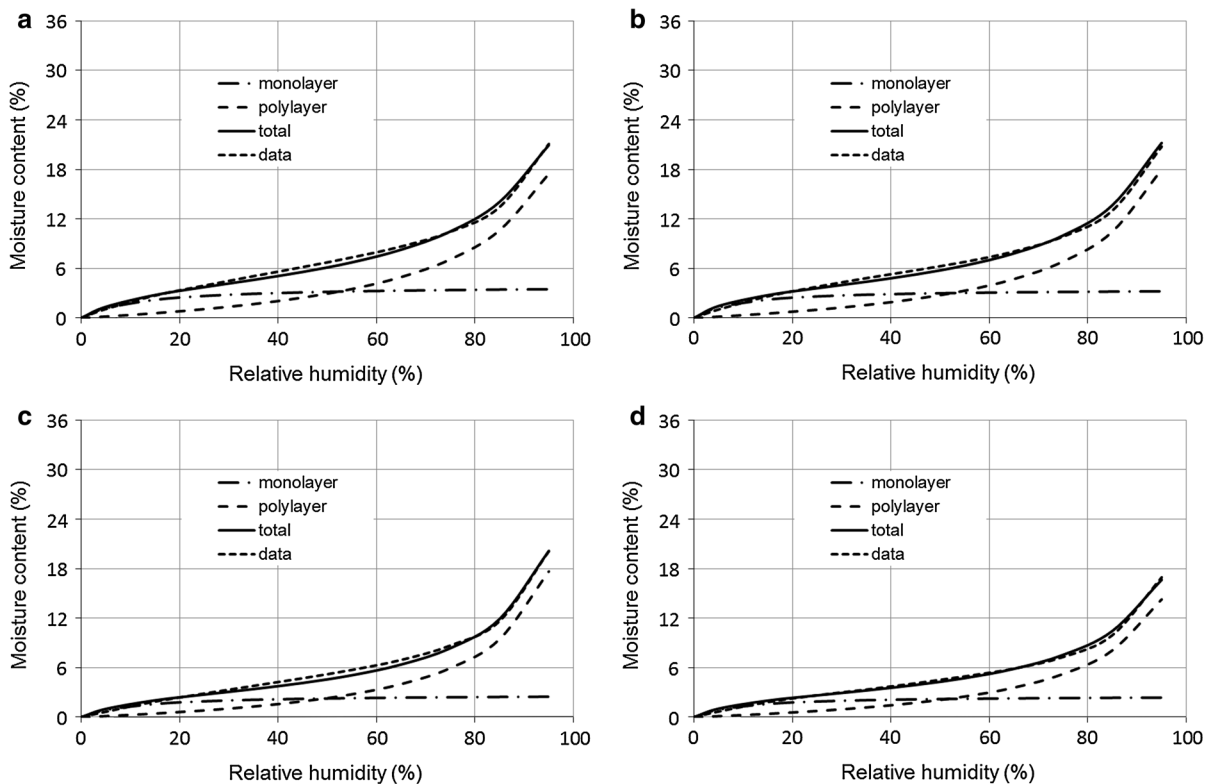 a
36
30
24
18
12
6
0
Moisture content (%)
monolayer
polylayer
total
data
0 20 40 60 80 100
Relative humidity (%)
b
36
30
24
18
12
6
0
Moisture content (%)
monolayer
polylayer
total
data
0 20 40 60 80 100
Relative humidity (%)
c
36
30
24
18
12
6
0
Moisture content (%)
monolayer
polylayer
total
data
0 20 40 60 80 100
Relative humidity (%)
d
36
30
24
18
12
6
0
Moisture content (%)
monolayer
polylayer
total
data
0 20 40 60 80 100
Relative humidity (%)